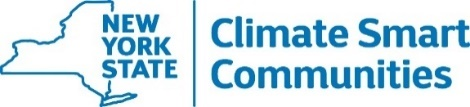 NEW
YORK
STATE
Climate Smart
Communities